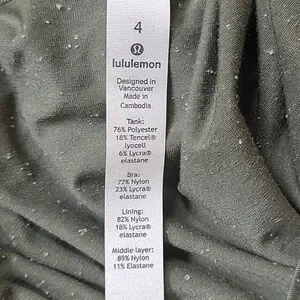 4
lululemon
Designed in
Vancouver
Made in
Cambodia
Tank:
76% Polyester
18% Tencel®
lyocell
6% Lycra®
elastane
Bra:
77% Nylon
23% Lycra®
elastane
Lining:
82% Nylon
18% Lycra®
elastane
Middle layer:
89% Nylon
11% Elastane